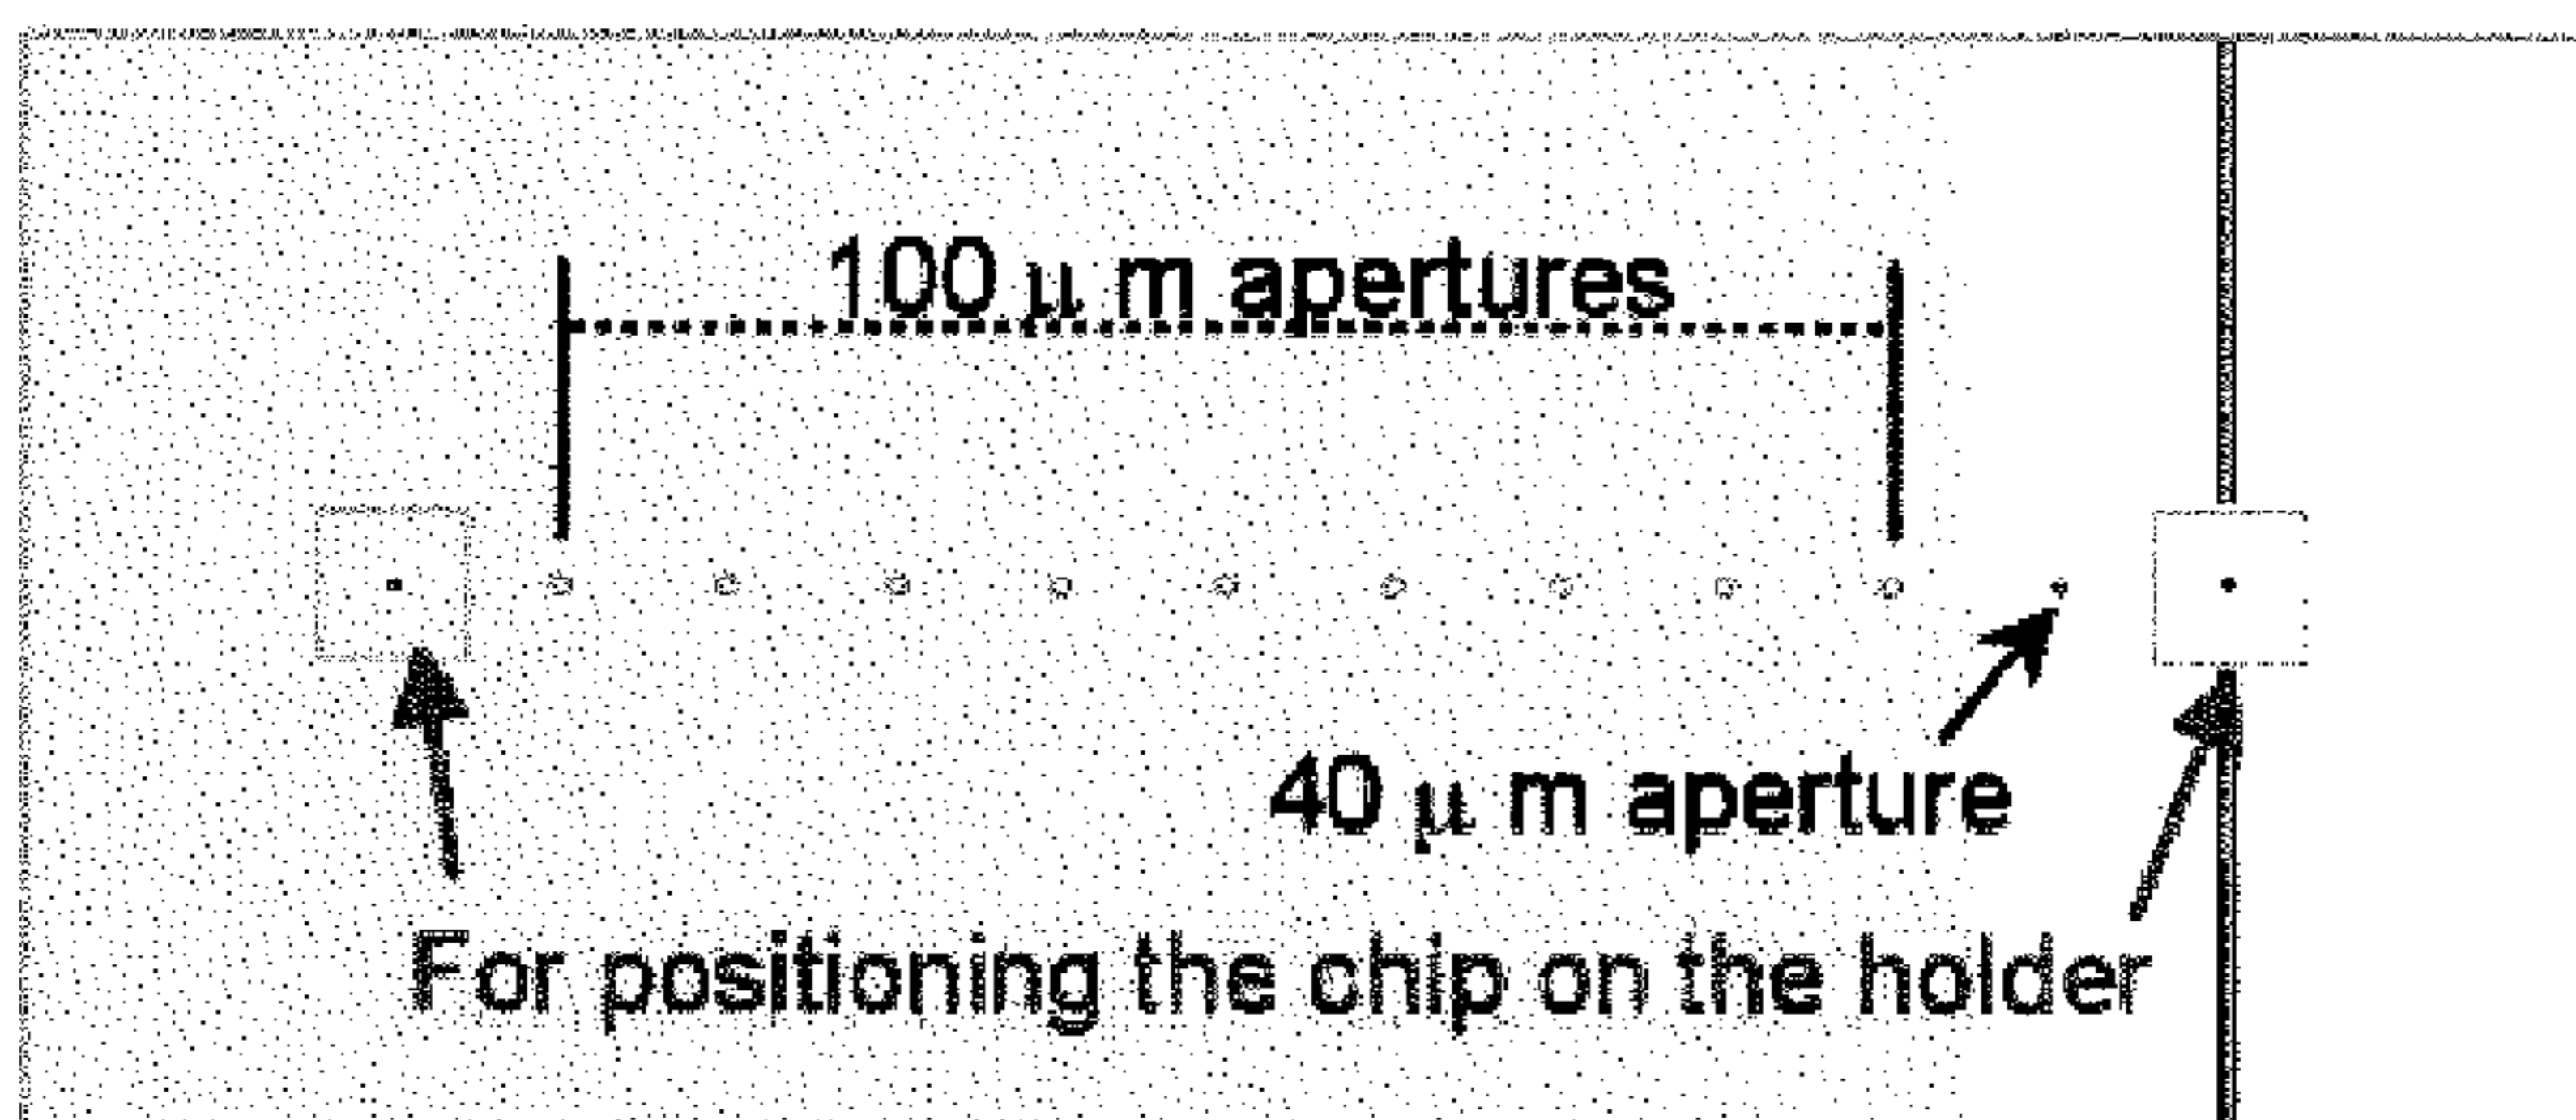 100 μ m apertures
40 μ m aperture
For positioning the chip on the holder